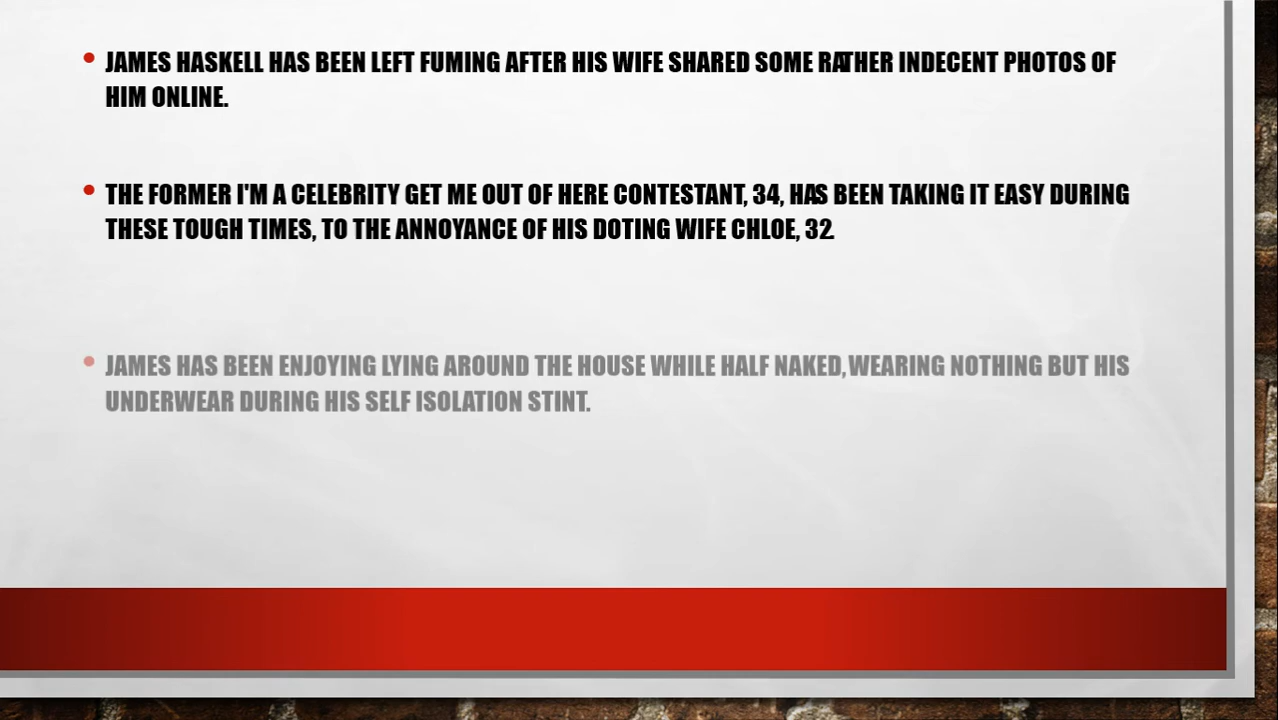 JAMES HASKELL HAS BEEN LEFT FUMING AFTER HIS WIFE SHARED SOME RATHER INDECENT PHOTOS OF
HIM ONLINE.
THE FORMER I'M A CELEBRITY GET ME OUT OF HERE CONTESTANT, 34, HAS BEEN TAKING IT EASY DURING
THESE TOUGH TIMES, TO THE ANNOYANCE OF HIS DOTING WIFE CHLOE, 32.
JAMES HAS BEEN ENJOYING LYING AROUND THE HOUSE WHILE HALF NAKED, WEARING NOTHING BUT HIS
UNDERWEAR DURING HIS SELF ISOLATION STINT.